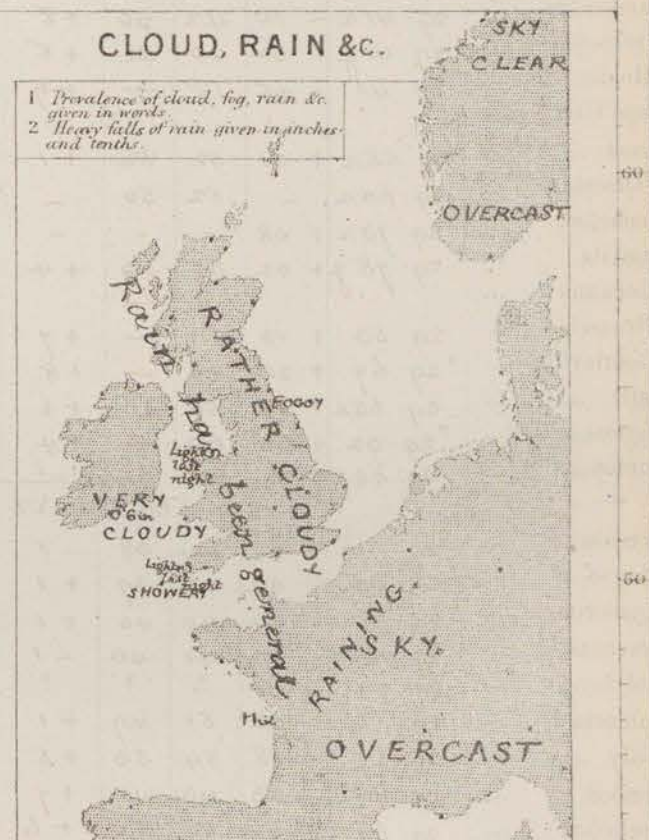 CLOUD, RAIN &c.
1 Prevalence of cloud, fog, rain &c.
given in words.
2 Heavy falls of rain given in inches
and tenths.
SKY
CLEAR
60
OVERCAST
Rain ha been general
RATHER CLOUDY
FOGGY
Lightn
last
night
VERY
0.6in
CLOUDY
Lightng
last night
SHOWERY
50
RAINING
SKY.
OVERCAST